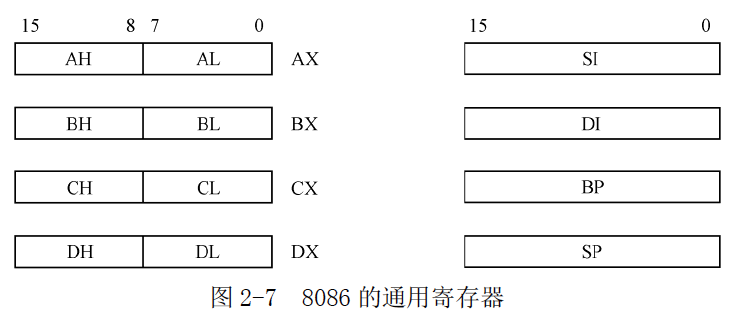 15 8 7 0 15 0
AH AL AX SI
BH BL BX DI
CH CL CX BP
DH DL DX SP
图 2-7 8086 的通用寄存器